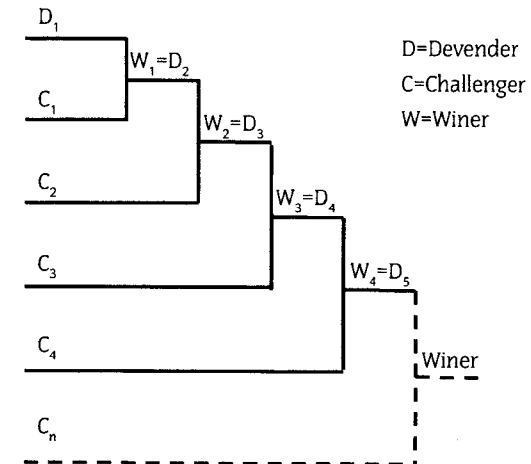 D₁
W₁=D₂
C₁
W₂=D₃
C₂
W₃=D₄
C₃
W₄=D₅
C₄
Winer
Cₙ
D=Devender
C=Challenger
W=Winer